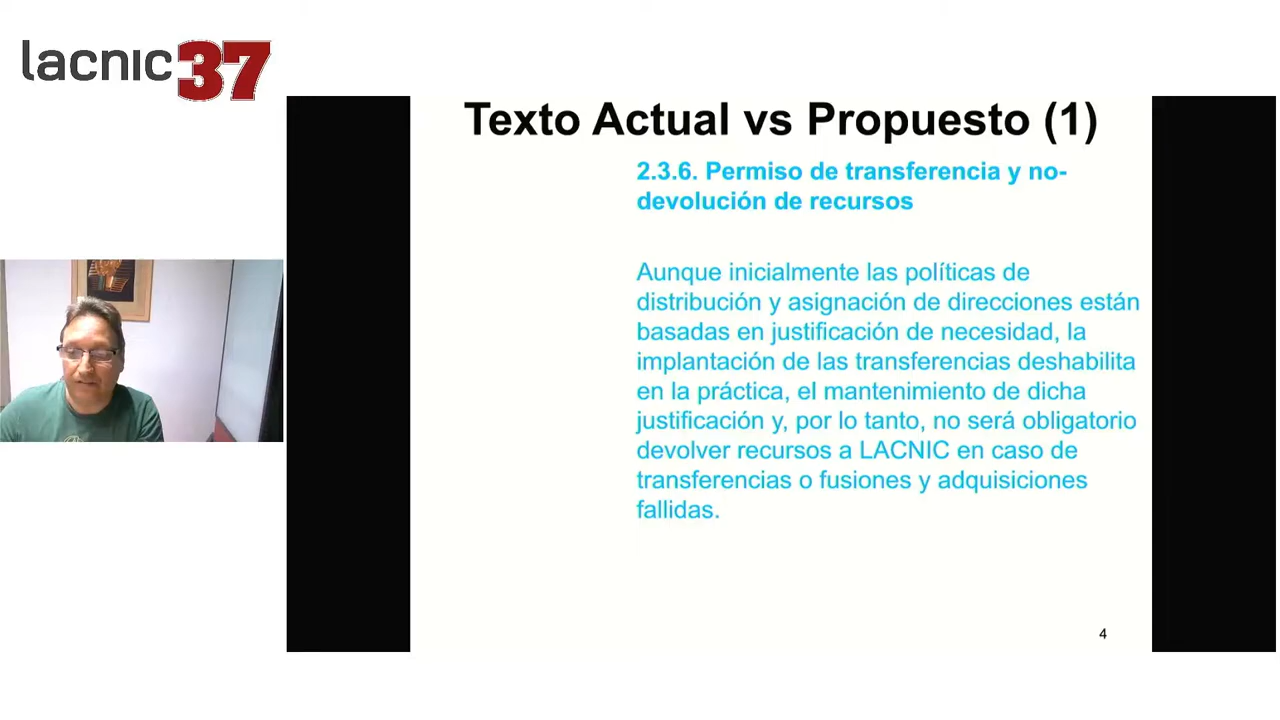 lacnic37
Texto Actual vs Propuesto (1)
2.3.6. Permiso de transferencia y no-
devolución de recursos
Aunque inicialmente las políticas de
distribución y asignación de direcciones están
basadas en justificación de necesidad, la
implantación de las transferencias deshabilita
en la práctica, el mantenimiento de dicha
justificación y, por lo tanto, no será obligatorio
devolver recursos a LACNIC en caso de
transferencias o fusiones y adquisiciones
fallidas.
4